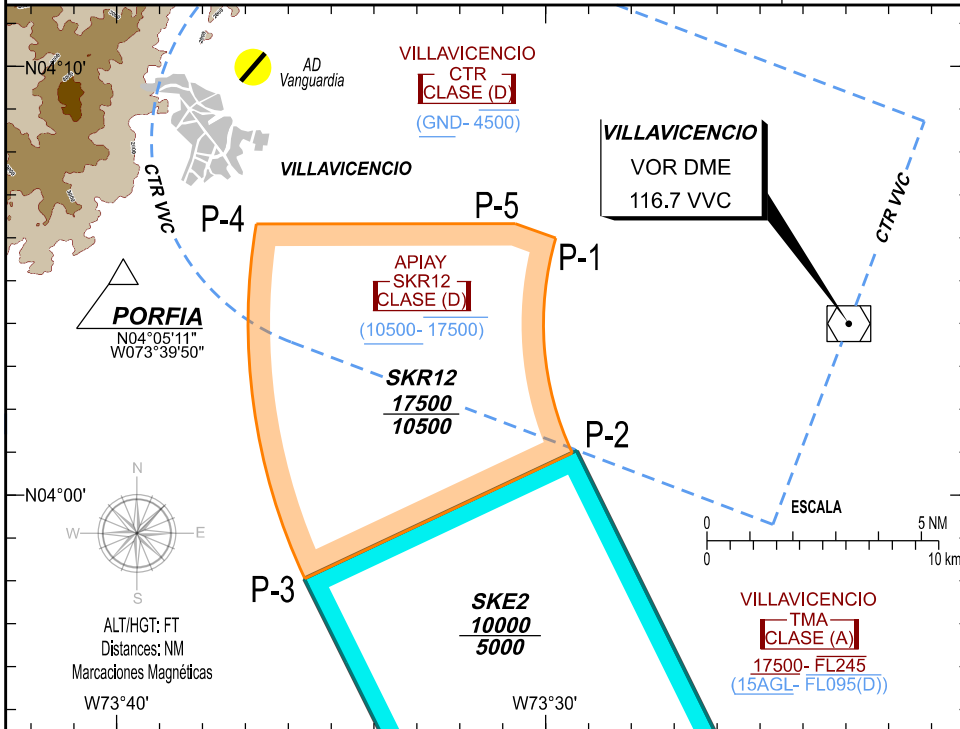 N04°10'
AD
Vanguardia
VILLAVICENCIO
CTR
CLASE (D)
(GND- 4500)
VILLAVICENCIO
VOR DME
116.7 VVC
VILLAVICENCIO
CTR VVC
CTR VVC
P-4
P-5
P-1
APIAY
SKR12
CLASE (D)
(10500- 17500)
PORFIA
N04°05'11"
W073°39'50"
SKR12
17500
10500
P-2
N04°00'
ESCALA
0 5 NM
0 10 km
N
W E
S
P-3
SKE2
10000
5000
VILLAVICENCIO
TMA
CLASE (A)
17500- FL245
(15AGL- FL095(D))
ALT/HGT: FT
Distances: NM
Marcaciones Magnéticas
W73°40'
W73°30'